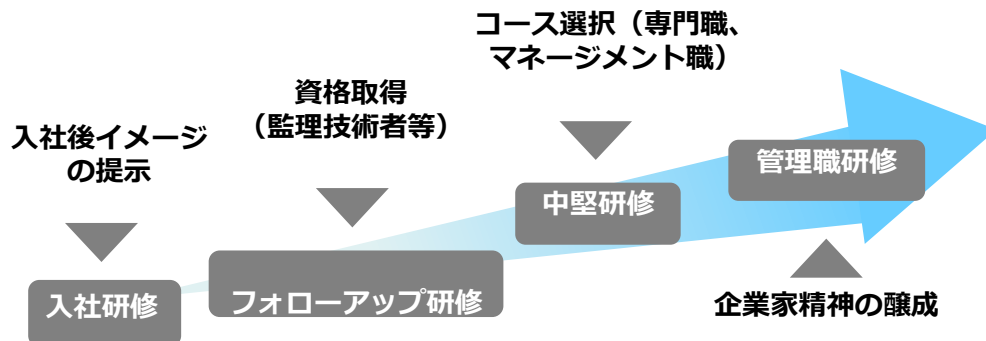 コース選択（専門職、
マネージメント職）
資格取得
（監理技術者等）
入社後イメージ
の提示
管理職研修
中堅研修
フォローアップ研修
入社研修
企業家精神の醸成